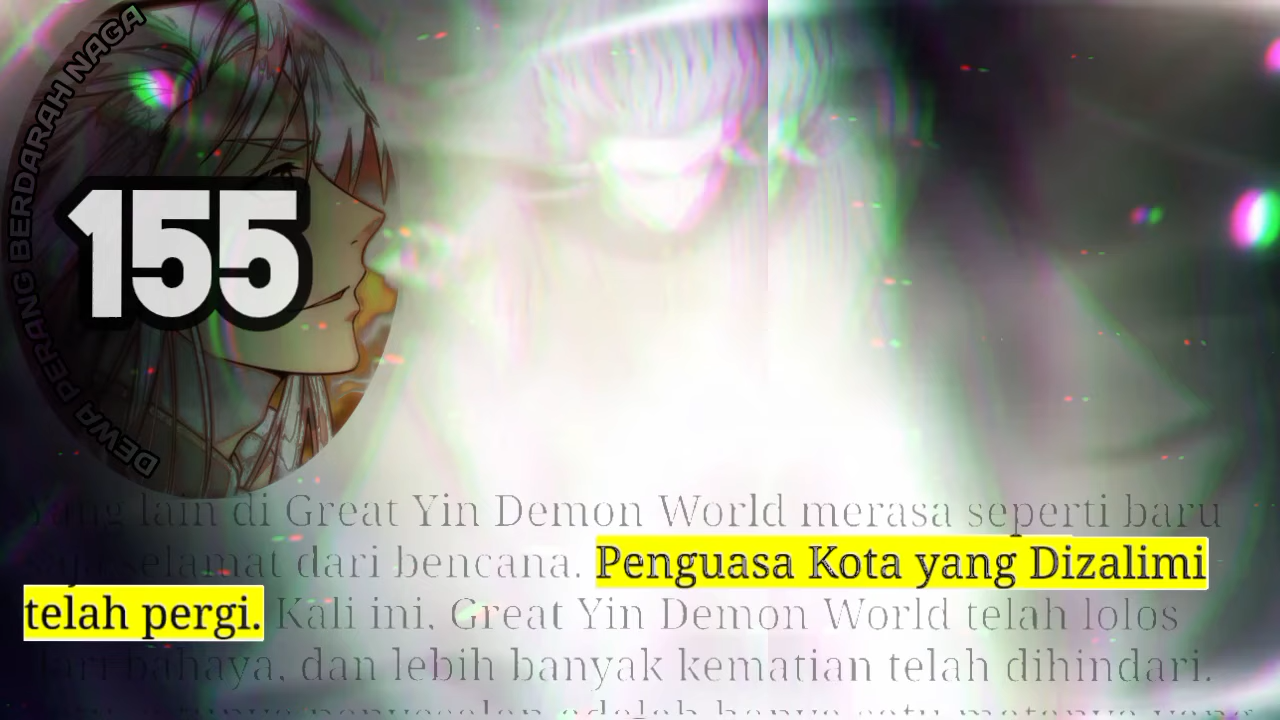 DEWA PERANG BERDARAH NAGA
155
Yang lain di Great Yin Demon World merasa seperti baru
saja selamat dari bencana. Penguasa Kota yang Dizalimi
telah pergi. Kali ini, Great Yin Demon World telah lolos
dari bahaya, dan lebih banyak kematian telah dihindari.